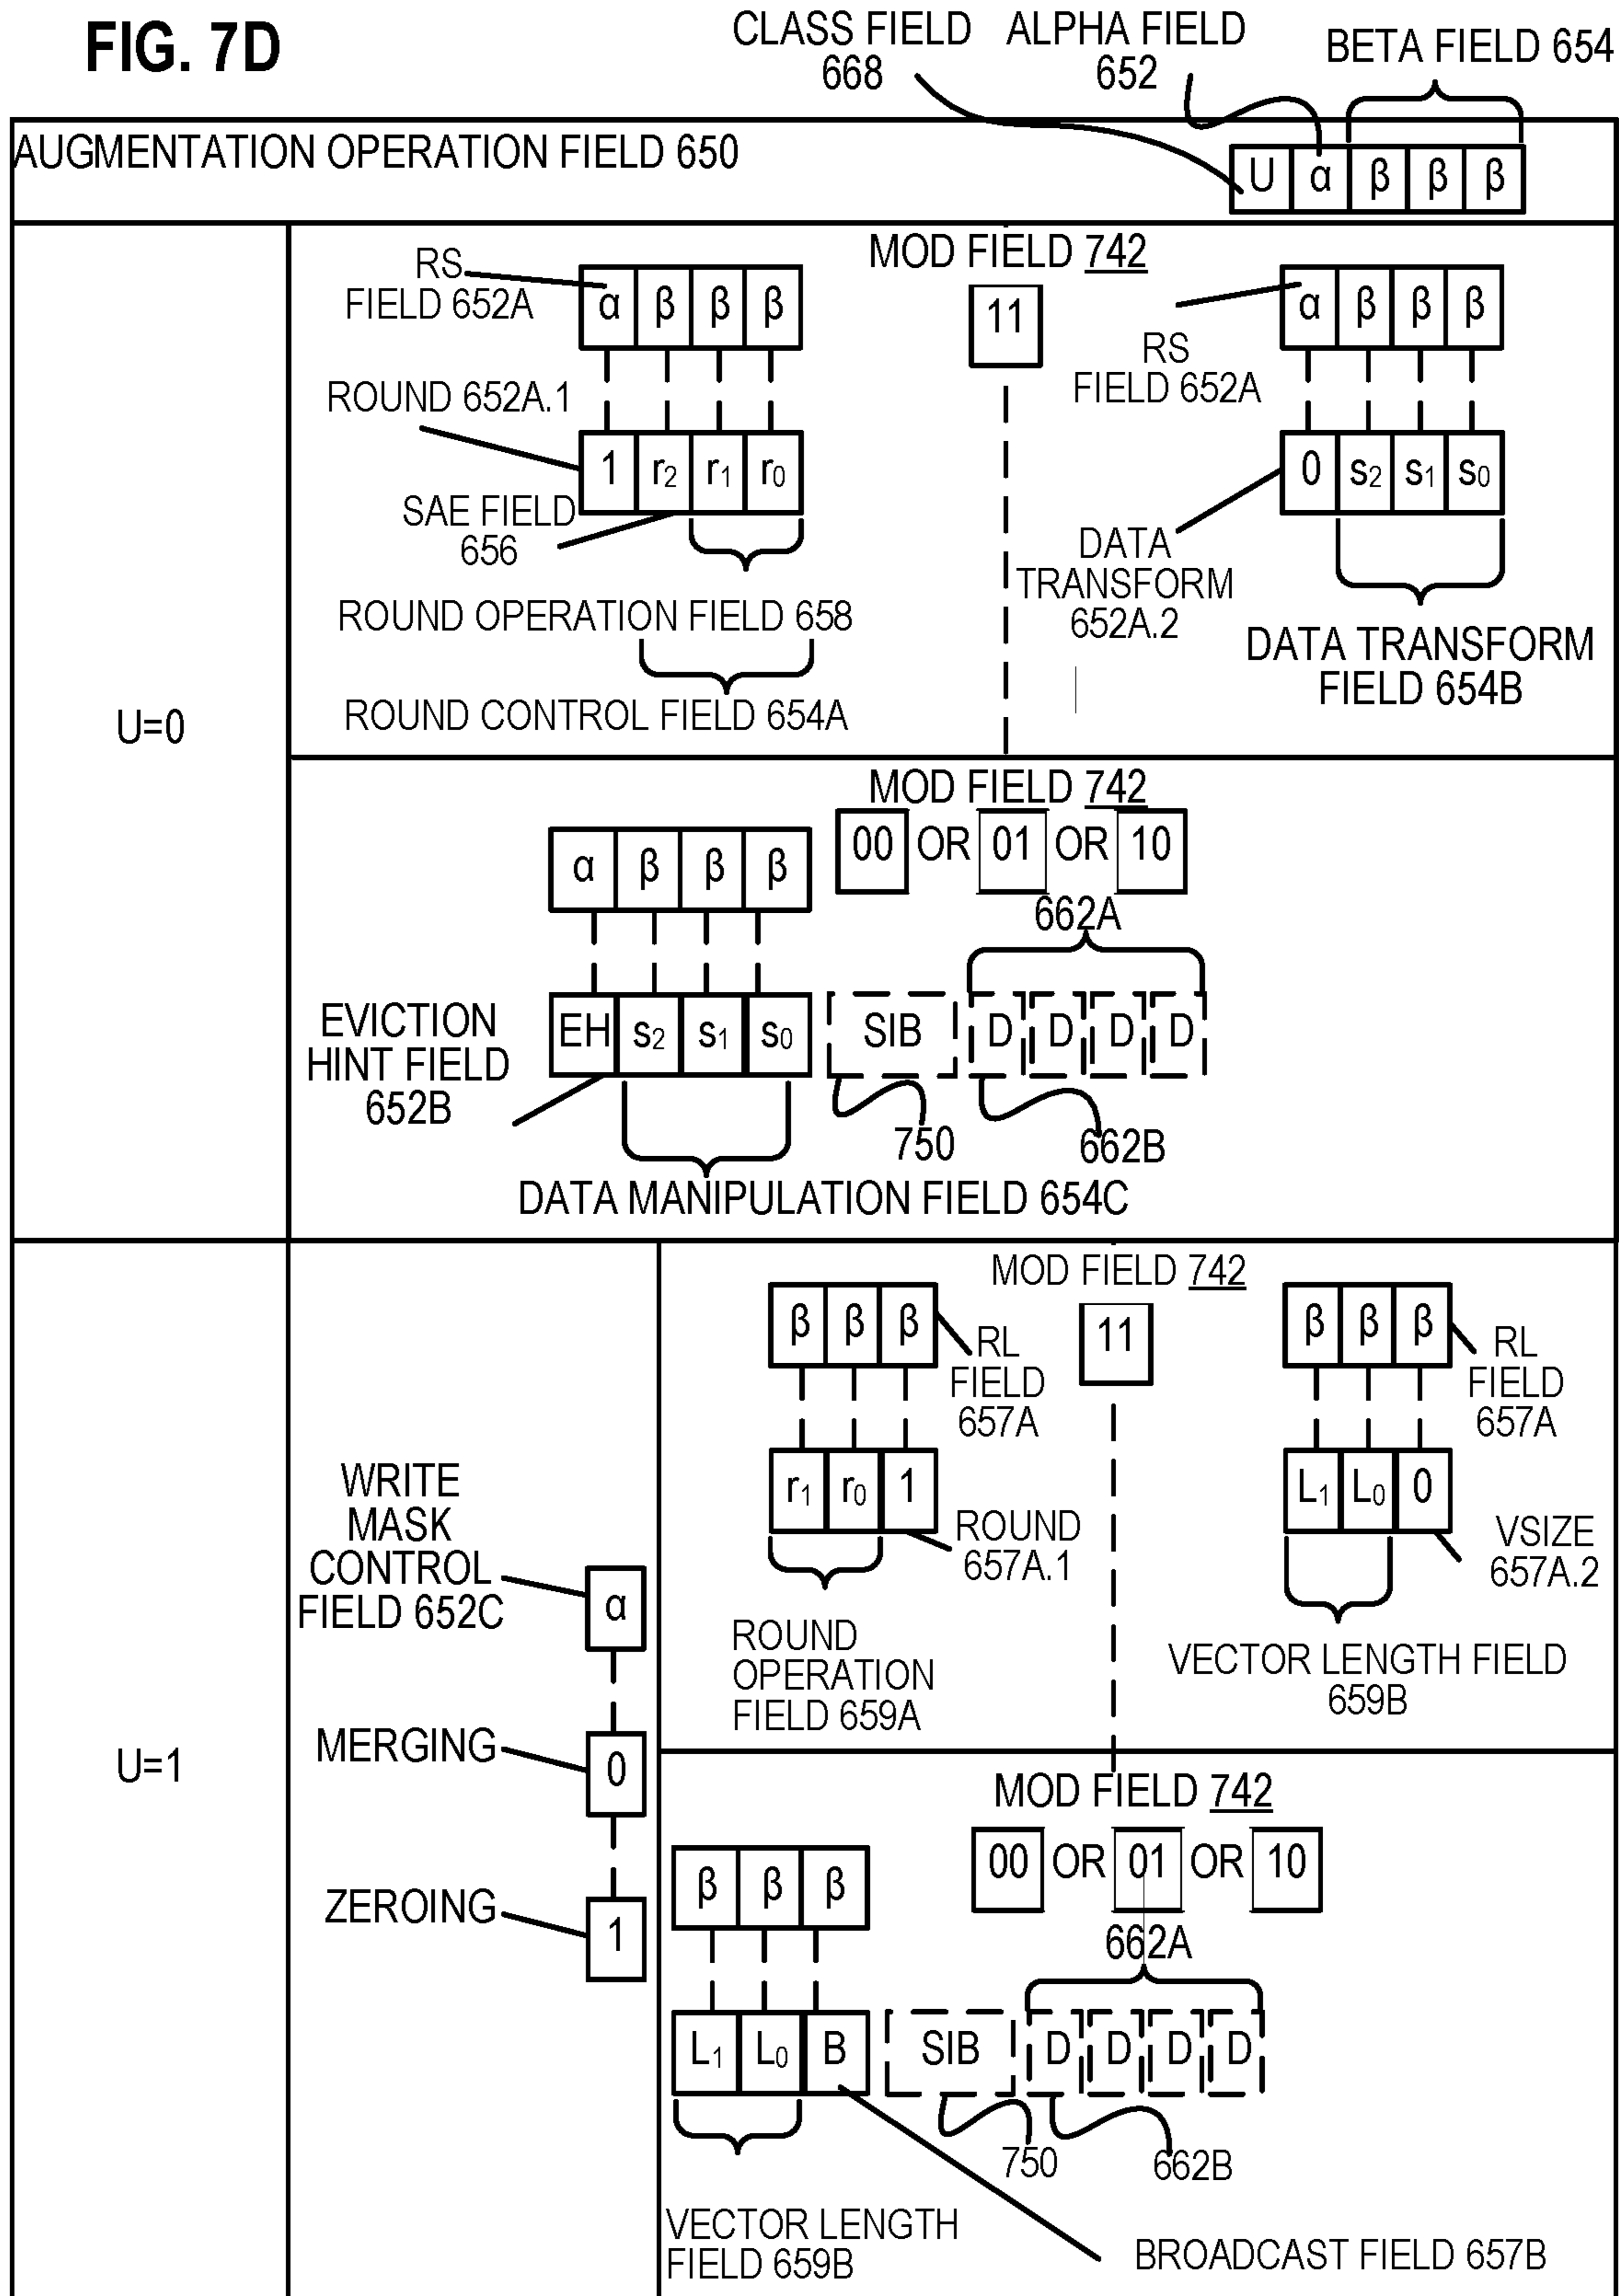 FIG. 7D
CLASS FIELD
668
ALPHA FIELD
652
BETA FIELD 654
AUGMENTATION OPERATION FIELD 650
U α β β β
U=0
MOD FIELD 742
11
RS
FIELD 652A
α β β β
ROUND 652A.1
1 r2 r1 r0
SAE FIELD
656
ROUND OPERATION FIELD 658
ROUND CONTROL FIELD 654A
α β β β
RS
FIELD 652A
0 s2 s1 s0
DATA
TRANSFORM
652A.2
DATA TRANSFORM
FIELD 654B
MOD FIELD 742
00 OR 01 OR 10
α β β β
662A
EVICTION
HINT FIELD
652B
EH s2 s1 s0 SIB D D D D
750
662B
DATA MANIPULATION FIELD 654C
U=1
WRITE
MASK
CONTROL
FIELD 652C
α
MERGING
0
ZEROING
1
MOD FIELD 742
11
β β β
RL
FIELD
657A
r1 r0 1
ROUND
657A.1
ROUND
OPERATION
FIELD 659A
β β β
RL
FIELD
657A
L1 L0 0
VSIZE
657A.2
VECTOR LENGTH FIELD
659B
MOD FIELD 742
00 OR 01 OR 10
β β β
662A
L1 L0 B SIB D D D D
750
662B
VECTOR LENGTH
FIELD 659B
BROADCAST FIELD 657B